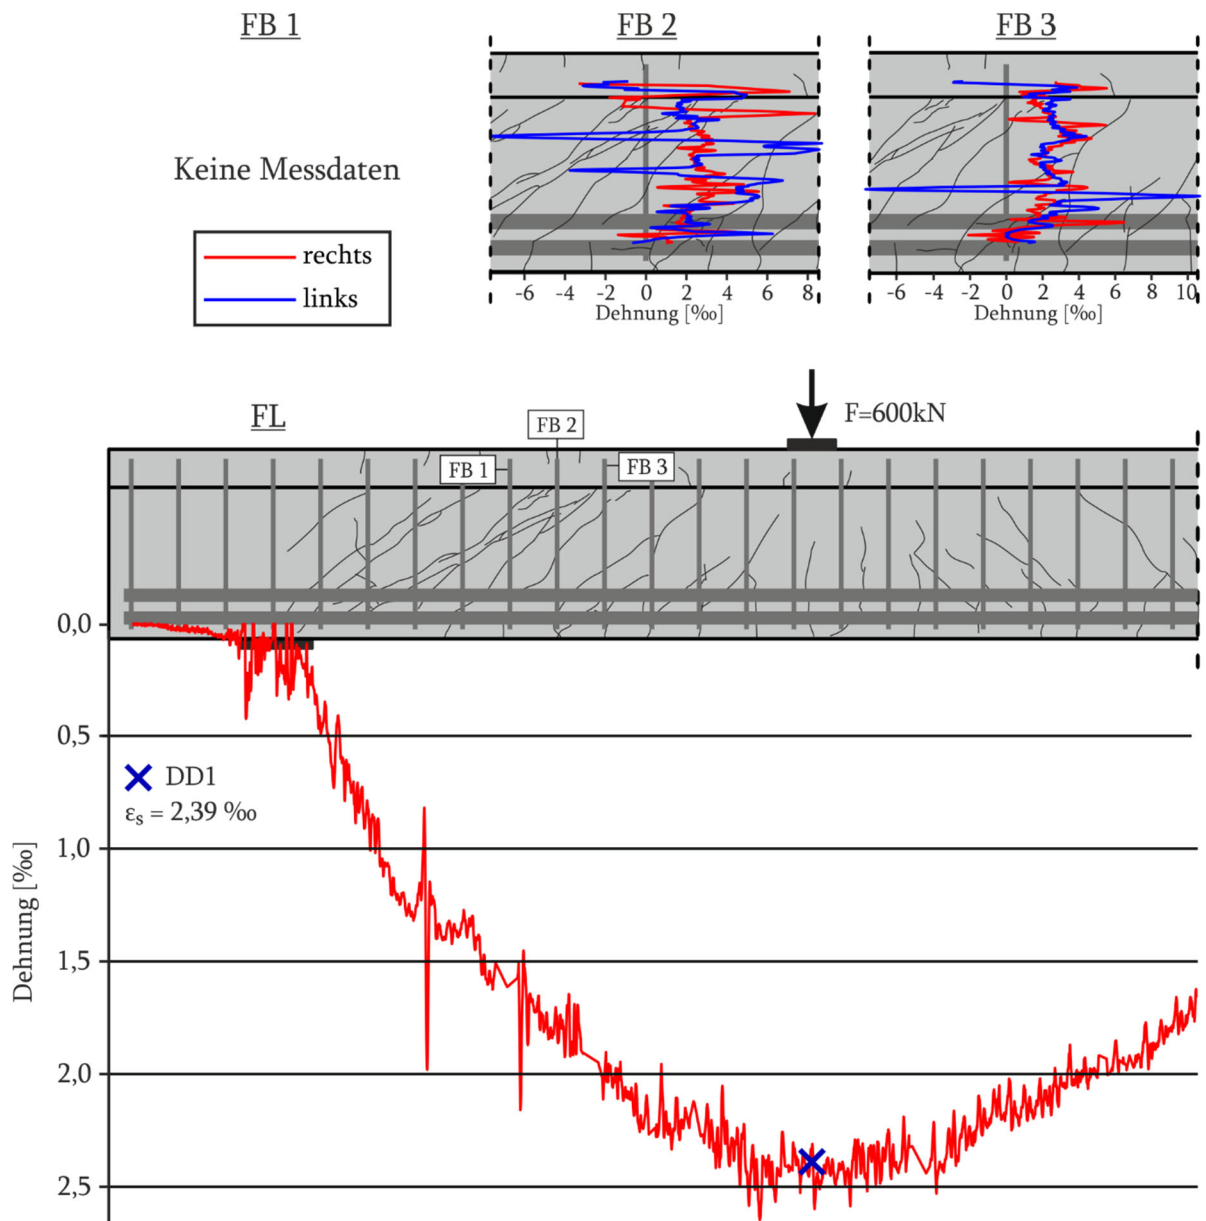 FB 1
FB 2
FB 3
Keine Messdaten
rechts
links
-6 -4 -2 0 2 4 6 8
Dehnung [‰]
-6 -4 -2 0 2 4 6 8 10
Dehnung [‰]
FL
F=600kN
FB 2
FB 1
FB 3
0,0
0,5
DD1
εs = 2,39 ‰
1,0
1,5
2,0
2,5
Dehnung [‰]